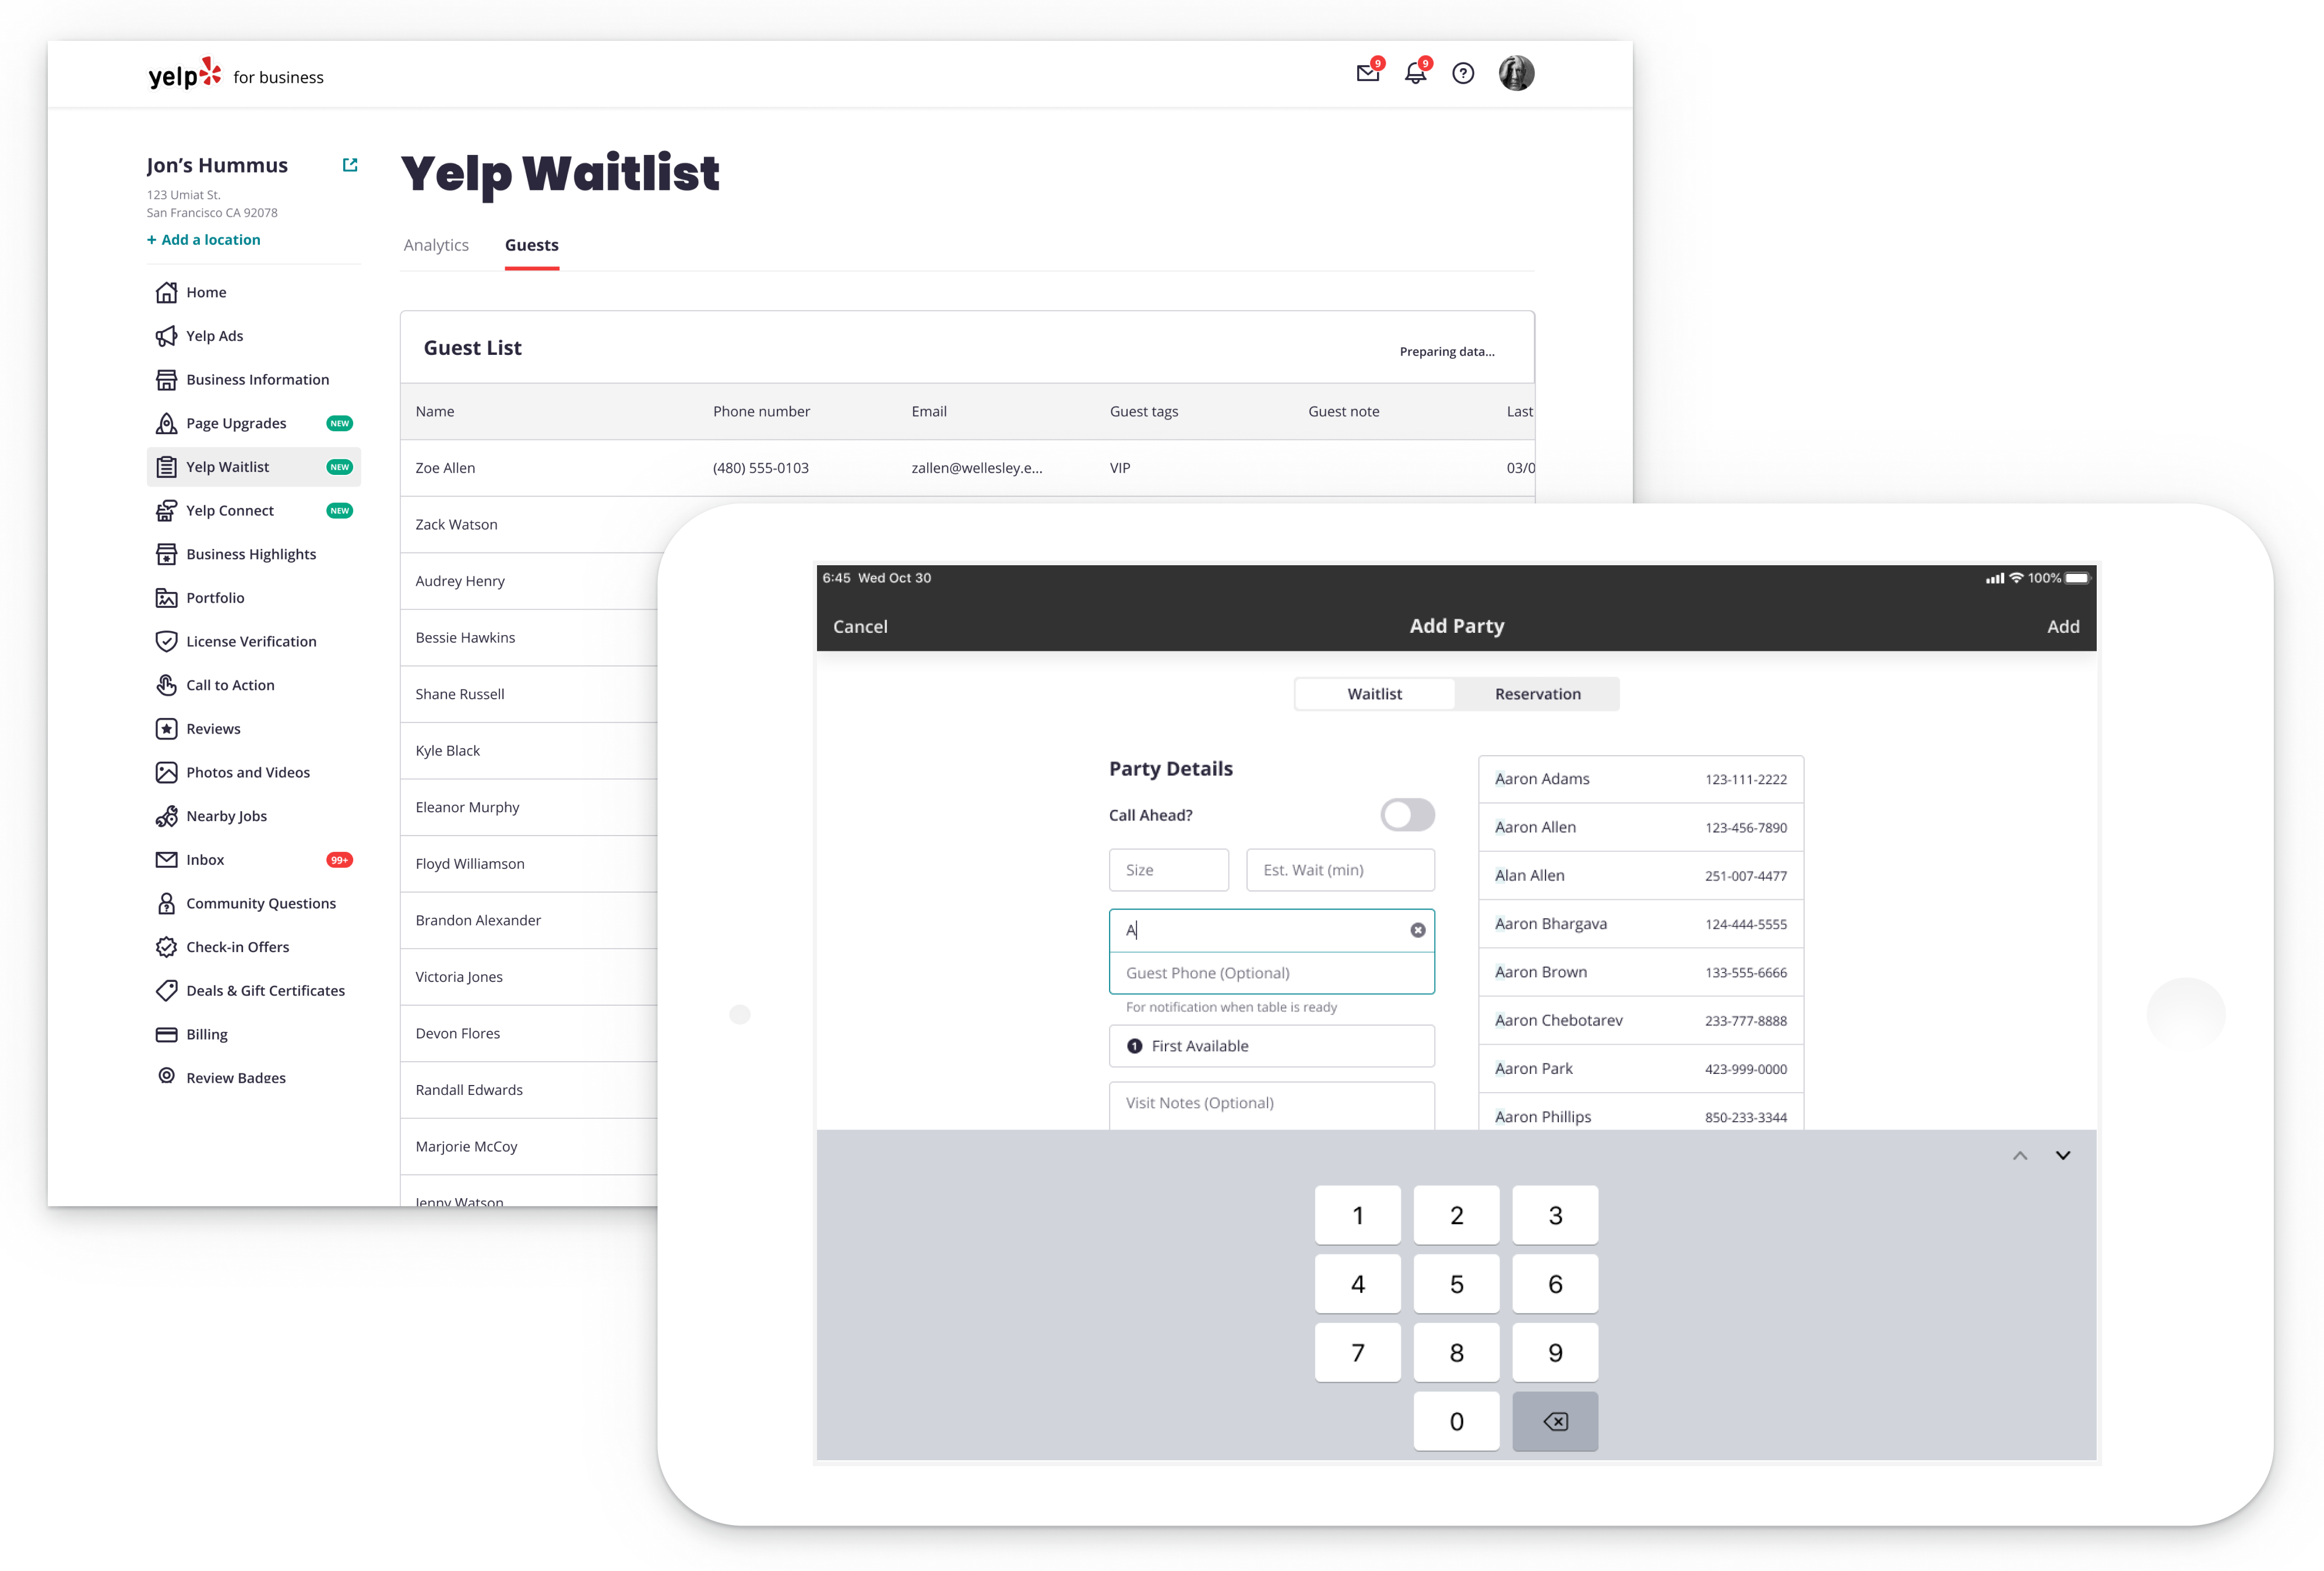 yelp for business
9
9
Jon's Hummus
123 Umiat St.
San Francisco CA 92078
+ Add a location
Home
Yelp Ads
Business Information
Page Upgrades NEW
Yelp Waitlist NEW
Yelp Connect NEW
Business Highlights
Portfolio
License Verification
Call to Action
Reviews
Photos and Videos
Nearby Jobs
Inbox 99+
Community Questions
Check-in Offers
Deals & Gift Certificates
Billing
Review Badges
Yelp Waitlist
Analytics Guests
Guest List Preparing data...
Name Phone number Email Guest tags Guest note Last
Zoe Allen (480) 555-0103 zallen@wellesley.e... VIP 03/0
Zack Watson
Audrey Henry
Bessie Hawkins
Shane Russell
Kyle Black
Eleanor Murphy
Floyd Williamson
Brandon Alexander
Victoria Jones
Devon Flores
Randall Edwards
Marjorie McCoy
Jenny Watson
6:45 Wed Oct 30 100%
Cancel Add Party Add
Waitlist Reservation
Party Details
Call Ahead?
Size Est. Wait (min)
A
Guest Phone (Optional)
For notification when table is ready
1 First Available
Visit Notes (Optional)
Aaron Adams 123-111-2222
Aaron Allen 123-456-7890
Alan Allen 251-007-4477
Aaron Bhargava 124-444-5555
Aaron Brown 133-555-6666
Aaron Chebotarev 233-777-8888
Aaron Park 423-999-0000
Aaron Phillips 850-233-3344
1 2 3
4 5 6
7 8 9
0